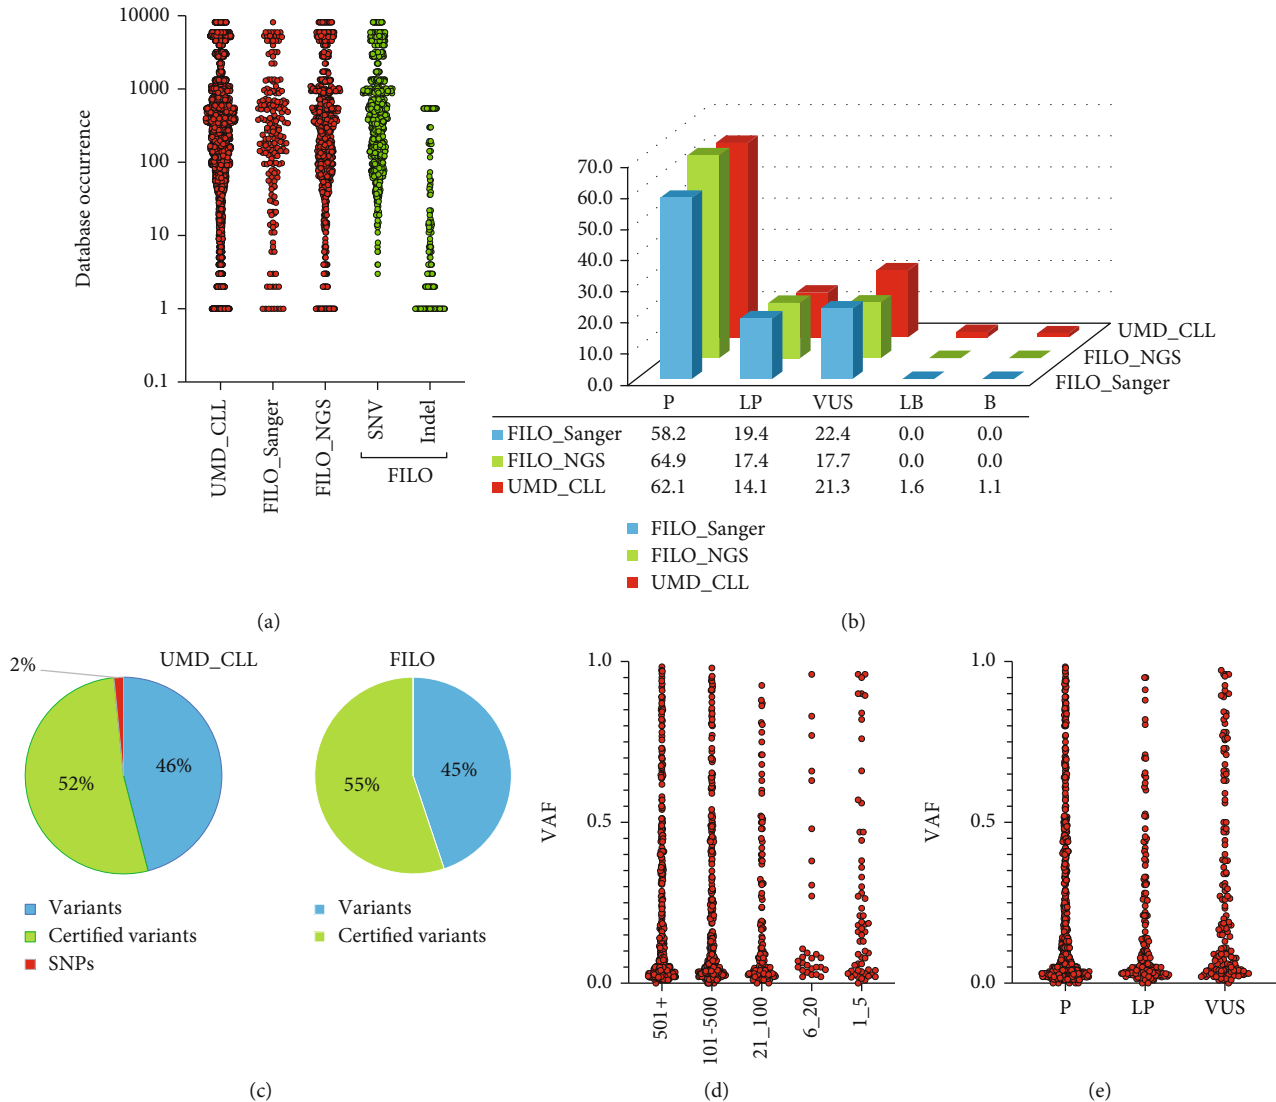 (a)
10000
1000
100
10
1
0.1
Database occurrence
UMD_CLL
FILO_Sanger
FILO_NGS
SNV
Indel
FILO
(a)
70.0
60.0
50.0
40.0
30.0
20.0
10.0
0.0
UMD_CLL
FILO_NGS
FILO_Sanger
P LP VUS LB B
FILO_Sanger 58.2 19.4 22.4 0.0 0.0
FILO_NGS 64.9 17.4 17.7 0.0 0.0
UMD_CLL 62.1 14.1 21.3 1.6 1.1
FILO_Sanger
FILO_NGS
UMD_CLL
(b)
UMD_CLL
2%
52%
46%
Variants
Certified variants
SNPs
FILO
55%
45%
Variants
Certified variants
(c)
1.0
0.5
0.0
VAF
501+
101-500
21_100
6_20
1_5
(d)
1.0
0.5
0.0
VAF
P LP VUS
(e)